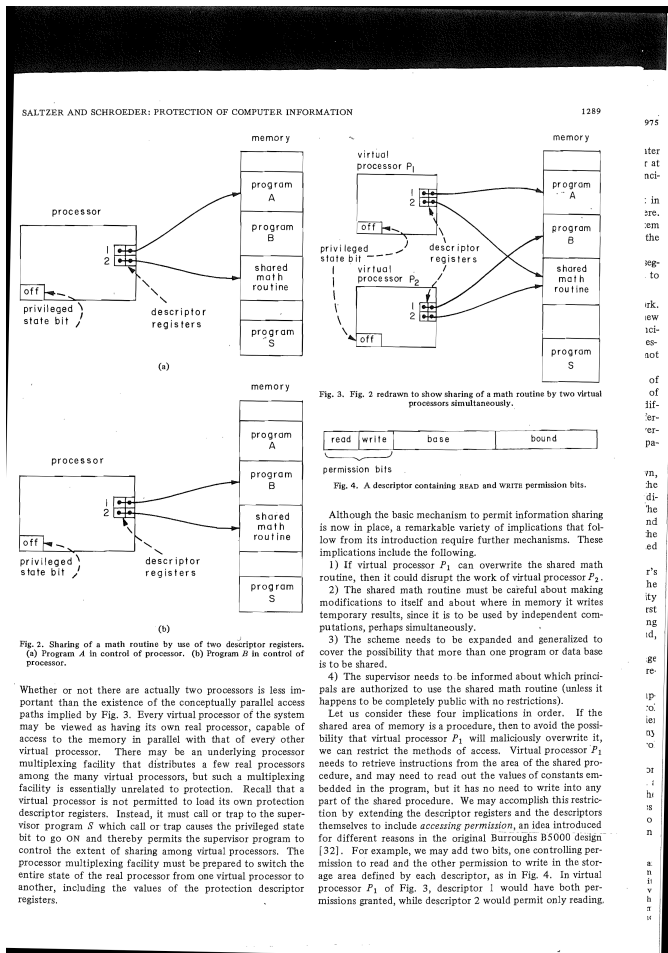 SALTZER AND SCHROEDER: PROTECTION OF COMPUTER INFORMATION
1289
memory
program
A
program
B
shared
math
routine
program
S
processor
1
2
off
privileged
state bit
descriptor
registers
(a)
memory
program
A
program
B
shared
math
routine
program
S
processor
1
2
off
privileged
state bit
descriptor
registers
(b)
Fig. 2. Sharing of a math routine by use of two descriptor registers.
(a) Program A in control of processor. (b) Program B in control of
processor.
Whether or not there are actually two processors is less im-
portant than the existence of the conceptually parallel access
paths implied by Fig. 3. Every virtual processor of the system
may be viewed as having its own real processor, capable of
access to the memory in parallel with that of every other
virtual processor. There may be an underlying processor
multiplexing facility that distributes a few real processors
among the many virtual processors, but such a multiplexing
facility is essentially unrelated to protection. Recall that a
virtual processor is not permitted to load its own protection
descriptor registers. Instead, it must call or trap to the super-
visor program S which call or trap causes the privileged state
bit to go ON and thereby permits the supervisor program to
control the extent of sharing among virtual processors. The
processor multiplexing facility must be prepared to switch the
entire state of the real processor from one virtual processor to
another, including the values of the protection descriptor
registers.
memory
program
A
program
B
shared
math
routine
program
S
virtual
processor P1
1
2
off
privileged
state bit
descriptor
registers
virtual
processor P2
1
2
off
Fig. 3. Fig. 2 redrawn to show sharing of a math routine by two virtual
processors simultaneously.
read write base bound
permission bits
Fig. 4. A descriptor containing READ and WRITE permission bits.
Although the basic mechanism to permit information sharing
is now in place, a remarkable variety of implications that fol-
low from its introduction require further mechanisms. These
implications include the following.
1) If virtual processor P1 can overwrite the shared math
routine, then it could disrupt the work of virtual processor P2.
2) The shared math routine must be careful about making
modifications to itself and about where in memory it writes
temporary results, since it is to be used by independent com-
putations, perhaps simultaneously.
3) The scheme needs to be expanded and generalized to
cover the possibility that more than one program or data base
is to be shared.
4) The supervisor needs to be informed about which princi-
pals are authorized to use the shared math routine (unless it
happens to be completely public with no restrictions).
Let us consider these four implications in order. If the
shared area of memory is a procedure, then to avoid the possi-
bility that virtual processor P1 will maliciously overwrite it,
we can restrict the methods of access. Virtual processor P1
needs to retrieve instructions from the area of the shared pro-
cedure, and may need to read out the values of constants em-
bedded in the program, but it has no need to write into any
part of the shared procedure. We may accomplish this restric-
tion by extending the descriptor registers and the descriptors
themselves to include accessing permission, an idea introduced
for different reasons in the original Burroughs B5000 design
[32]. For example, we may add two bits, one controlling per-
mission to read and the other permission to write in the stor-
age area defined by each descriptor, as in Fig. 4. In virtual
processor P1 of Fig. 3, descriptor 1 would have both per-
missions granted, while descriptor 2 would permit only reading.
975